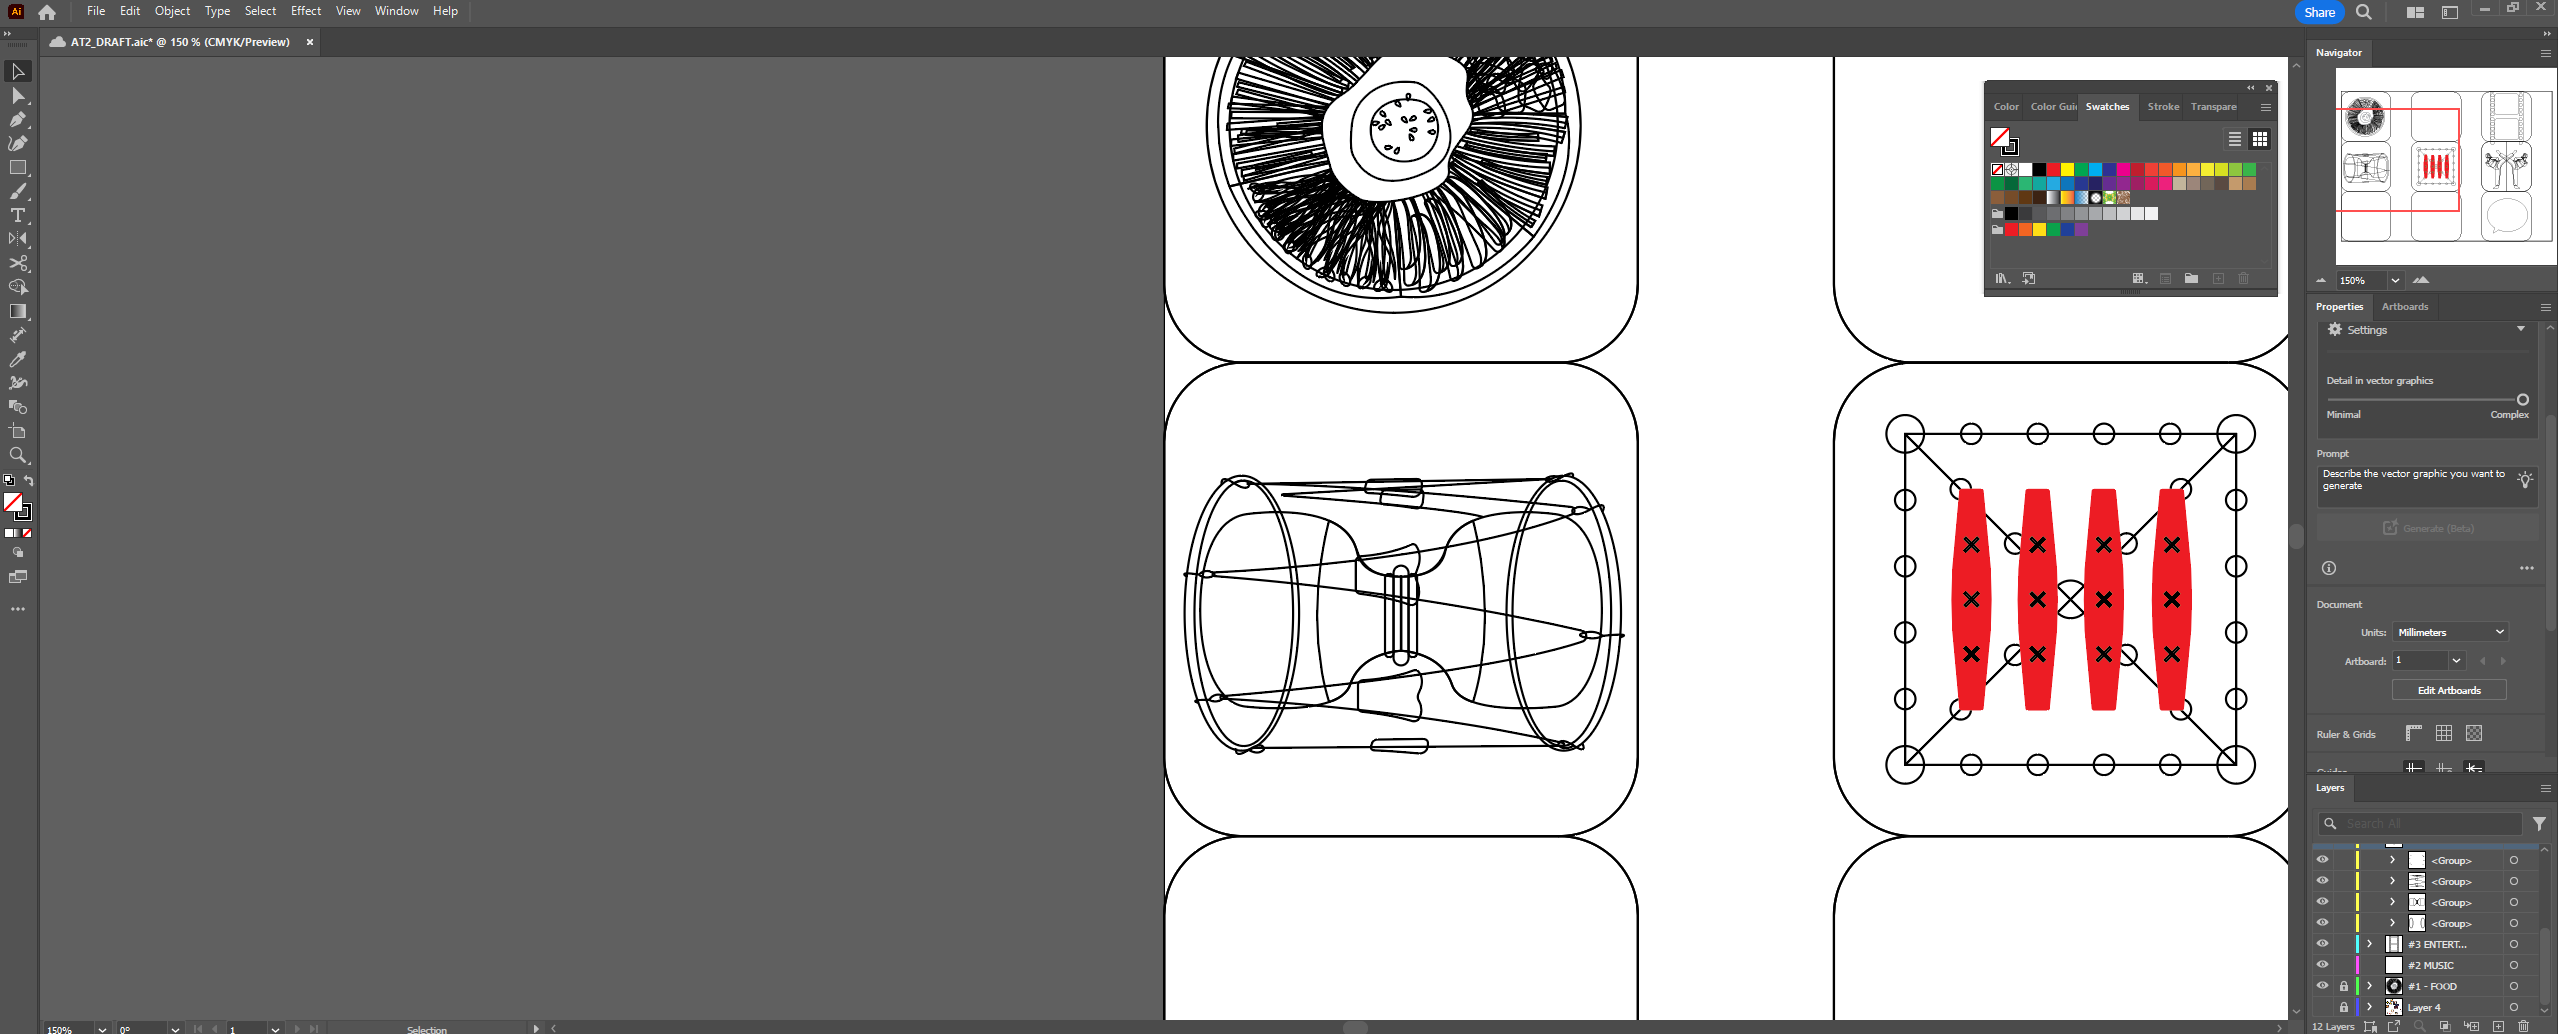 Ai File Edit Object Type Select Effect View Window Help Share
AT2_DRAFT.aic* @ 150 % (CMYK/Preview) ×
Color Color Gui Swatches Stroke Transpare
Navigator
150%
Properties Artboards
Settings
Detail in vector graphics
Minimal Complex
Prompt
Describe the vector graphic you want to
generate
Generate (Beta)
Document
Units: Millimeters
Artboard: 1
Edit Artboards
Ruler & Grids
Guides
Layers
Search All
<Group>
<Group>
<Group>
<Group>
#3 ENTERT...
#2 MUSIC
#1 - FOOD
Layer 4
12 Layers
150% 0° 1 Selection